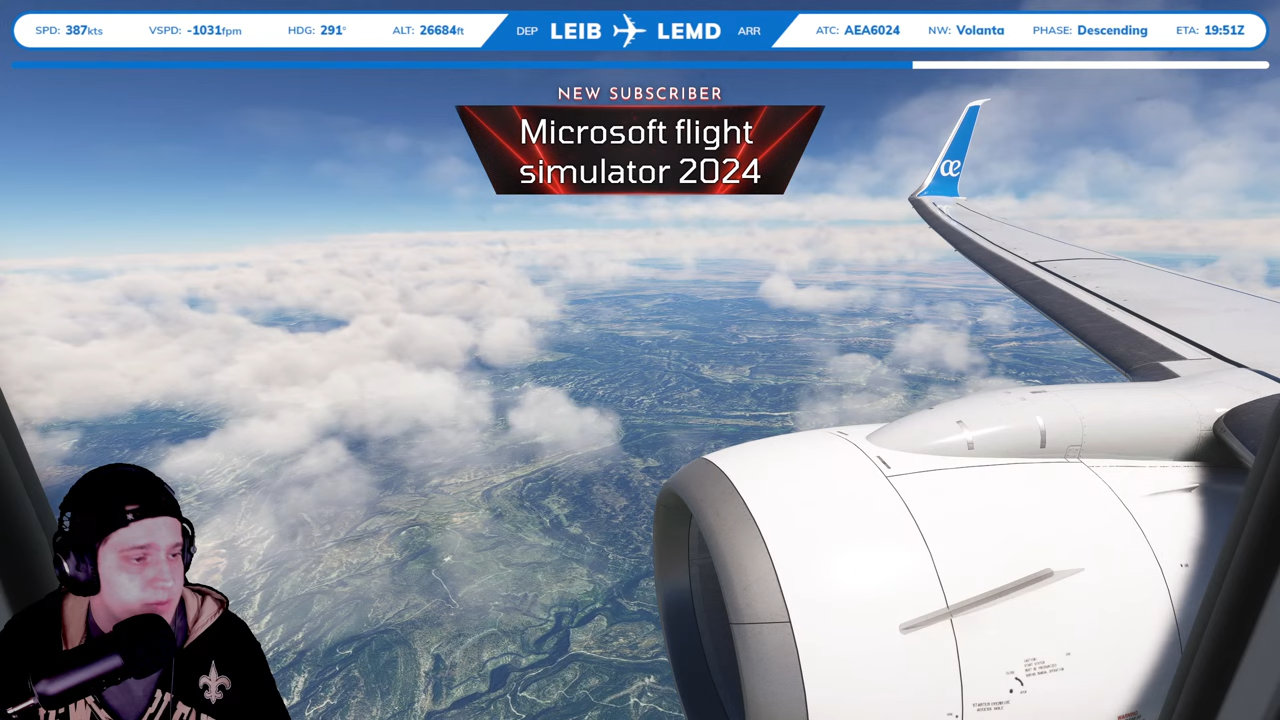 SPD: 387kts VSPD: -1031fpm HDG: 291° ALT: 26684ft DEP LEIB LEMD ARR ATC: AEA6024 NW: Volanta PHASE: Descending ETA: 19:51Z
NEW SUBSCRIBER
Microsoft flight
simulator 2024
æ